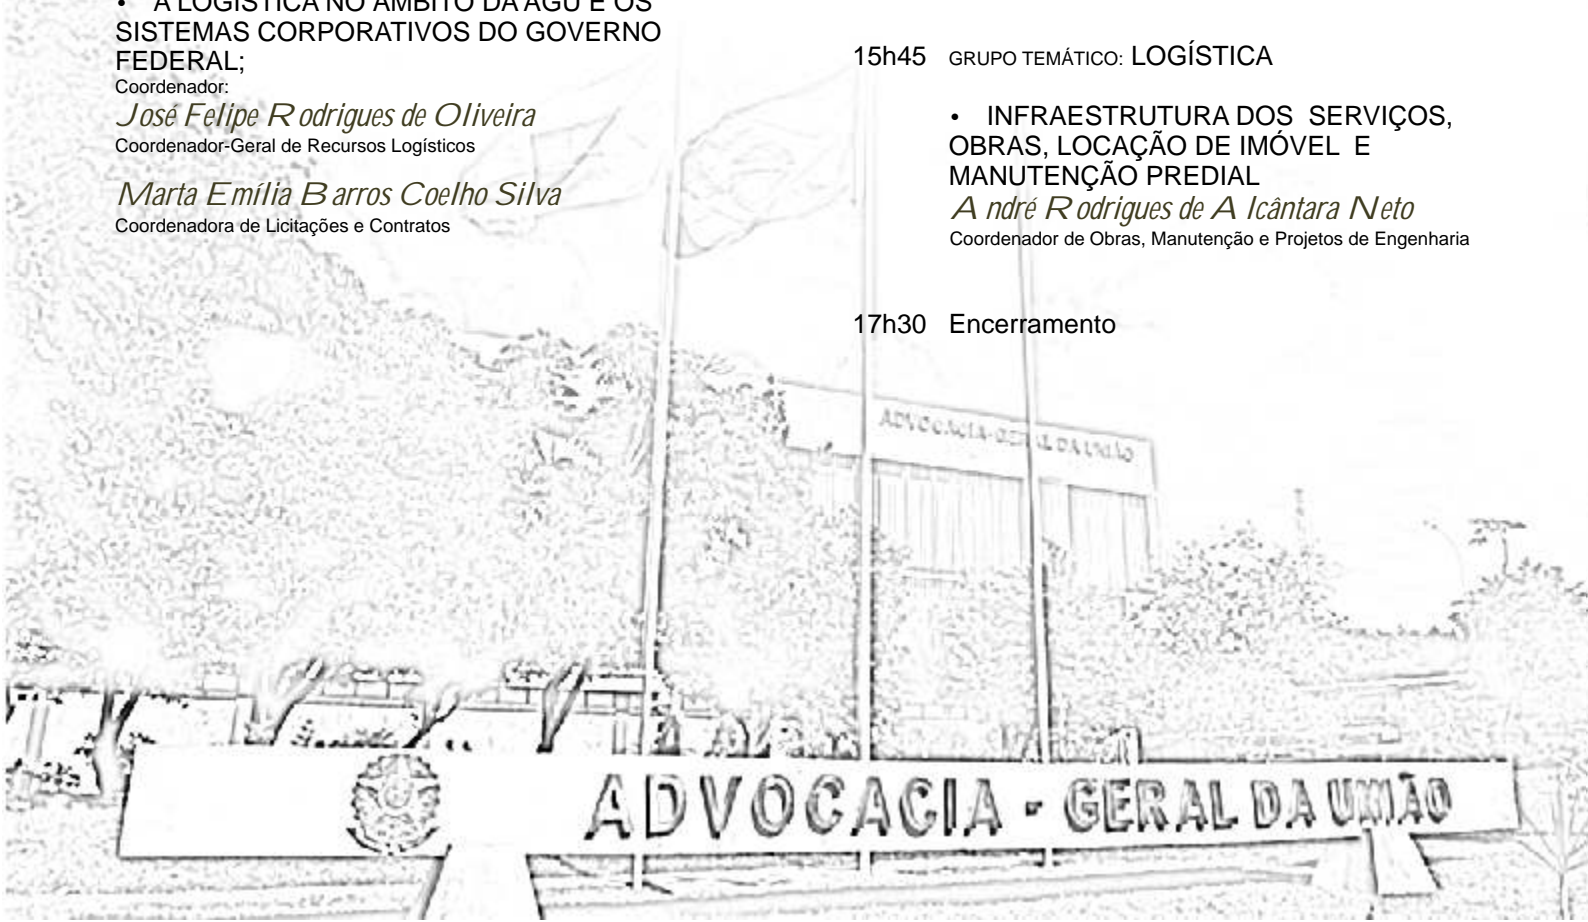 • A LOGÍSTICA NO ÂMBITO DA AGU E OS
SISTEMAS CORPORATIVOS DO GOVERNO
FEDERAL;
Coordenador:
José Felipe Rodrigues de Oliveira
Coordenador-Geral de Recursos Logísticos
Marta Emília Barros Coelho Silva
Coordenadora de Licitações e Contratos
15h45 GRUPO TEMÁTICO: LOGÍSTICA
• INFRAESTRUTURA DOS SERVIÇOS,
OBRAS, LOCAÇÃO DE IMÓVEL E
MANUTENÇÃO PREDIAL
André Rodrigues de Alcântara Neto
Coordenador de Obras, Manutenção e Projetos de Engenharia
17h30 Encerramento
ADVOCACIA-GERAL DA UNIÃO
ADVOCACIA - GERAL DA UNIÃO